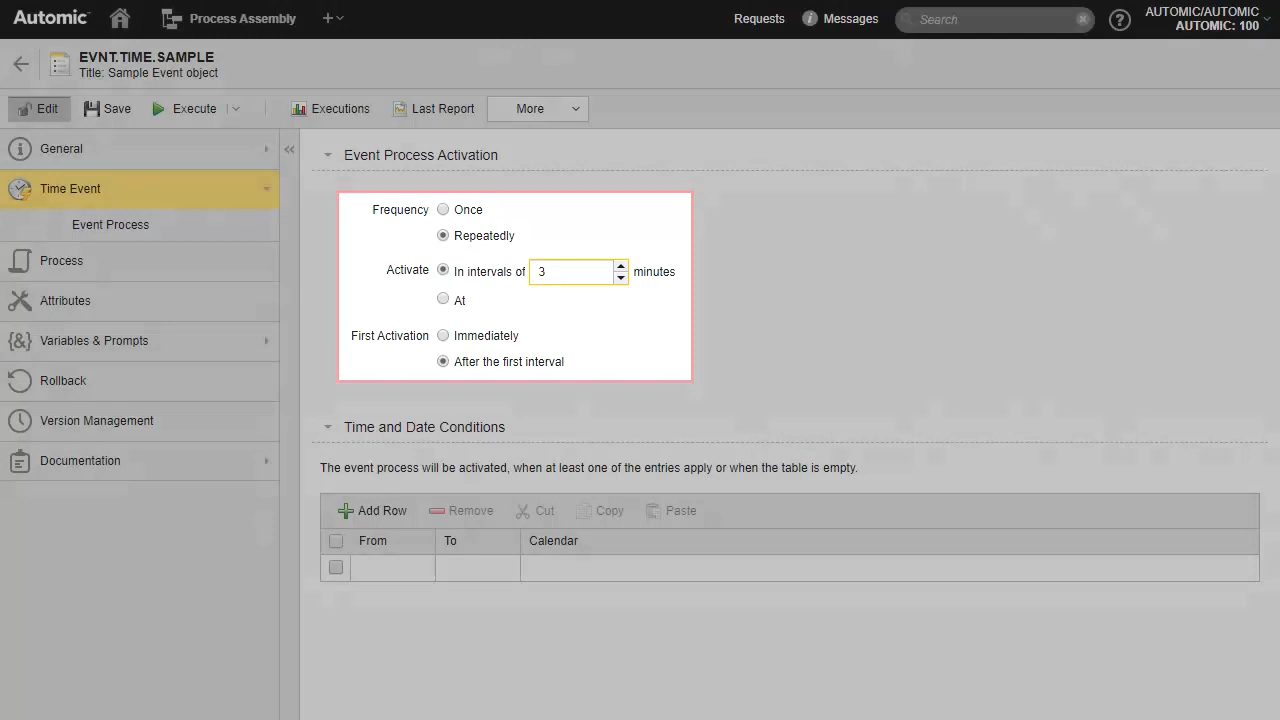 Automic
Process Assembly
Requests
Messages
Search
AUTOMIC/AUTOMIC
AUTOMIC: 100
EVNT.TIME.SAMPLE
Title: Sample Event object
Edit
Save
Execute
Executions
Last Report
More
General
Time Event
Event Process
Process
Attributes
Variables & Prompts
Rollback
Version Management
Documentation
Event Process Activation
Frequency Once
Repeatedly
Activate In intervals of 3 minutes
At
First Activation Immediately
After the first interval
Time and Date Conditions
The event process will be activated, when at least one of the entries apply or when the table is empty.
Add Row Remove Cut Copy Paste
From To Calendar